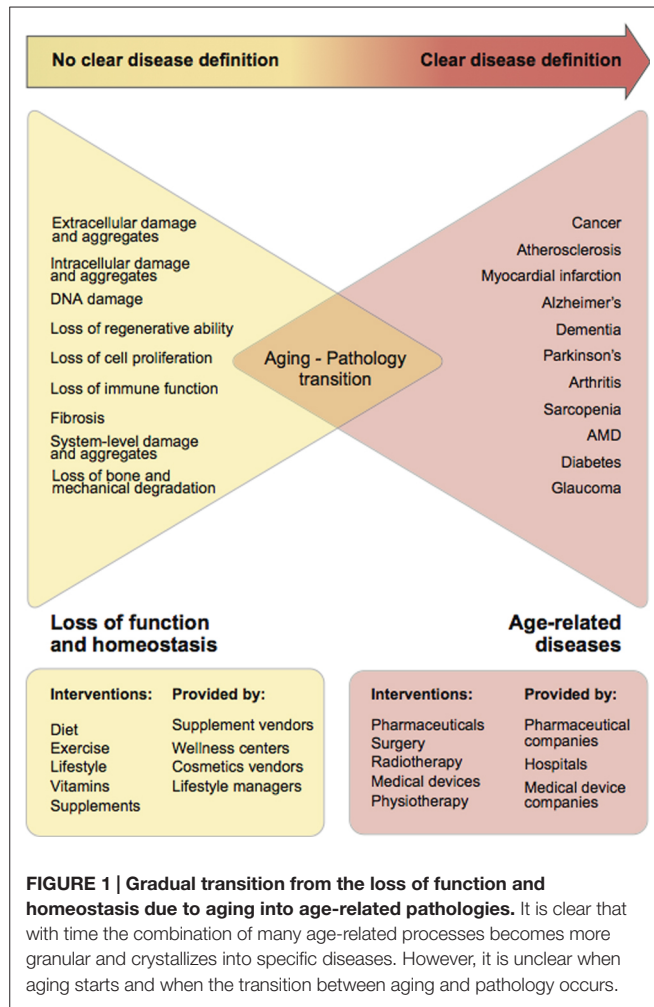 No clear disease definition
Clear disease definition
Extracellular damage
and aggregates
Intracellular damage
and aggregates
DNA damage
Loss of regenerative ability
Loss of cell proliferation
Loss of immune function
Fibrosis
System-level damage
and aggregates
Loss of bone and
mechanical degradation
Aging - Pathology
transition
Cancer
Atherosclerosis
Myocardial infarction
Alzheimer's
Dementia
Parkinson's
Arthritis
Sarcopenia
AMD
Diabetes
Glaucoma
Loss of function
and homeostasis
Age-related
diseases
Interventions:
Diet
Exercise
Lifestyle
Vitamins
Supplements
Provided by:
Supplement vendors
Wellness centers
Cosmetics vendors
Lifestyle managers
Interventions:
Pharmaceuticals
Surgery
Radiotherapy
Medical devices
Physiotherapy
Provided by:
Pharmaceutical
companies
Hospitals
Medical device
companies
FIGURE 1 | Gradual transition from the loss of function and
homeostasis due to aging into age-related pathologies. It is clear that
with time the combination of many age-related processes becomes more
granular and crystallizes into specific diseases. However, it is unclear when
aging starts and when the transition between aging and pathology occurs.